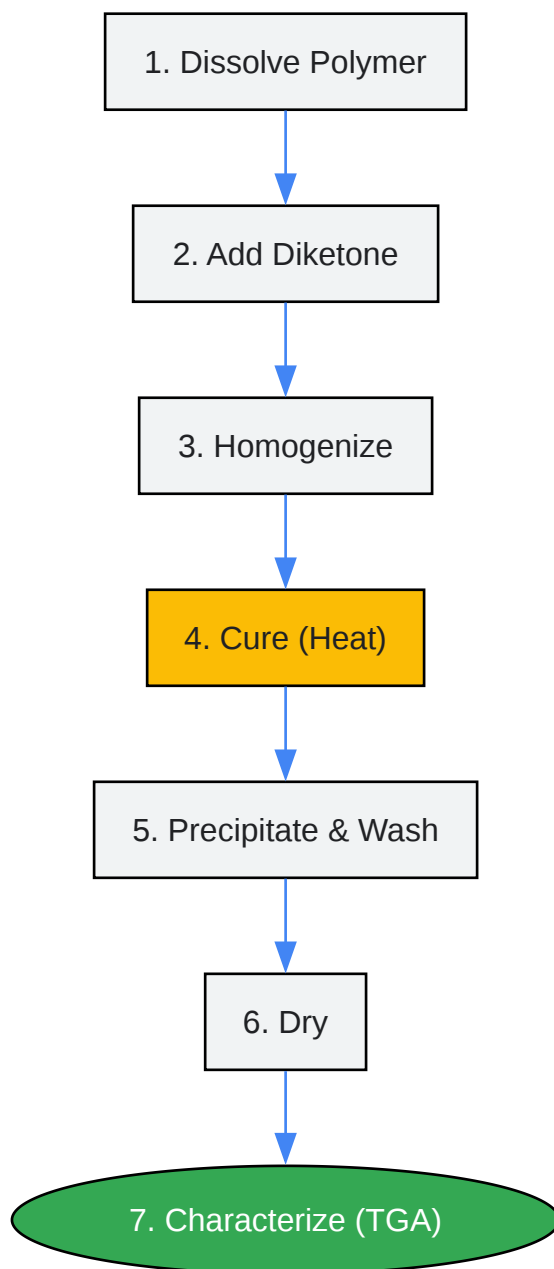 1. Dissolve Polymer
2. Add Diketone
3. Homogenize
4. Cure (Heat)
5. Precipitate & Wash
6. Dry
7. Characterize (TGA)